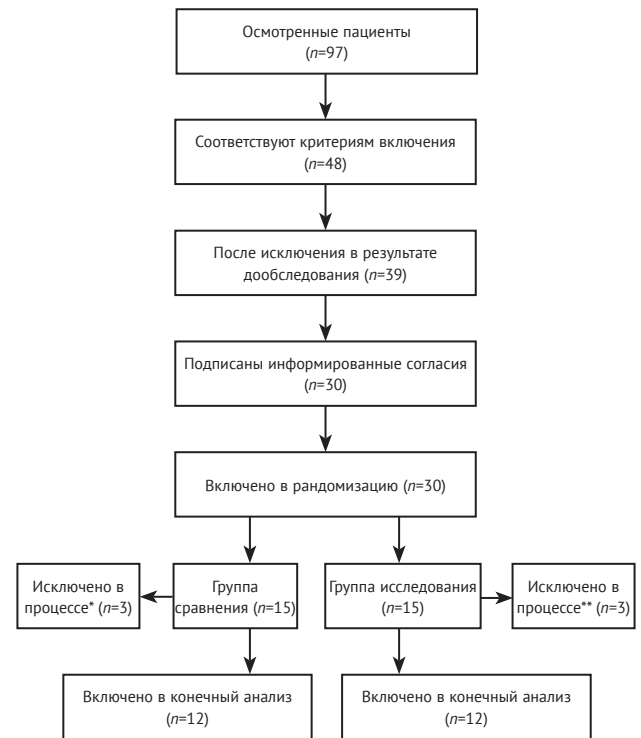 Осмотренные пациенты
(n=97)
Соответствуют критериям включения
(n=48)
После исключения в результате
дообследования (n=39)
Подписаны информированные согласия
(n=30)
Включено в рандомизацию (n=30)
Исключено в
процессе* (n=3)
Группа
сравнения (n=15)
Группа исследования
(n=15)
Исключено в
процессе** (n=3)
Включено в конечный анализ
(n=12)
Включено в конечный анализ
(n=12)